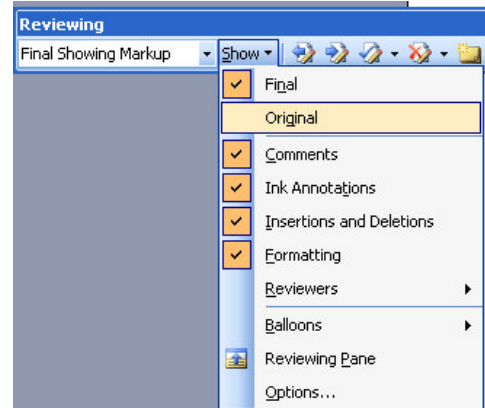 Reviewing
Final Showing Markup Show
Final
Original
Comments
Ink Annotations
Insertions and Deletions
Formatting
Reviewers
Balloons
Reviewing Pane
Options...